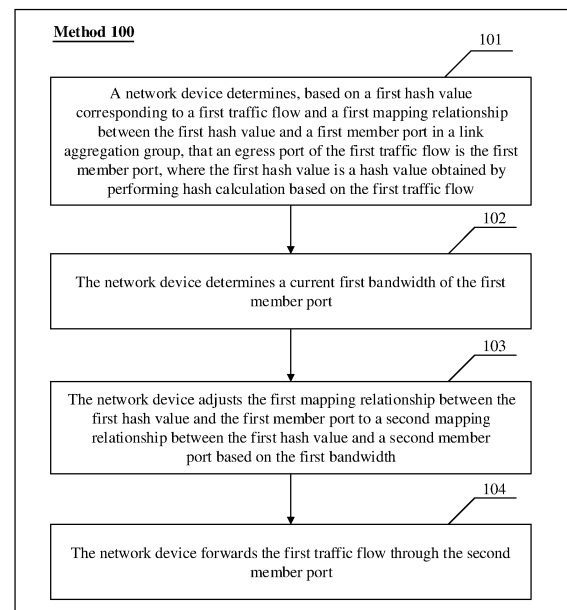 Method 100
101
A network device determines, based on a first hash value
corresponding to a first traffic flow and a first mapping relationship
between the first hash value and a first member port in a link
aggregation group, that an egress port of the first traffic flow is the first
member port, where the first hash value is a hash value obtained by
performing hash calculation based on the first traffic flow
102
The network device determines a current first bandwidth of the first
member port
103
The network device adjusts the first mapping relationship between the
first hash value and the first member port to a second mapping
relationship between the first hash value and a second member
port based on the first bandwidth
104
The network device forwards the first traffic flow through the second
member port